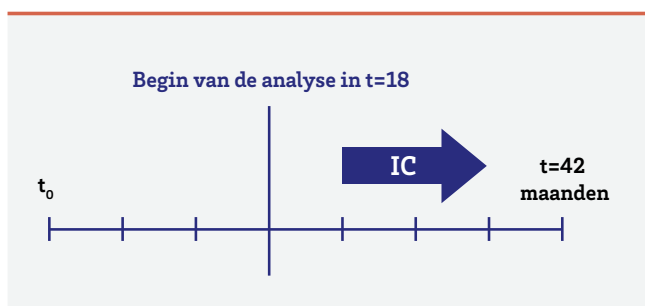 Begin van de analyse in t=18
IC
t₀
t=42
maanden